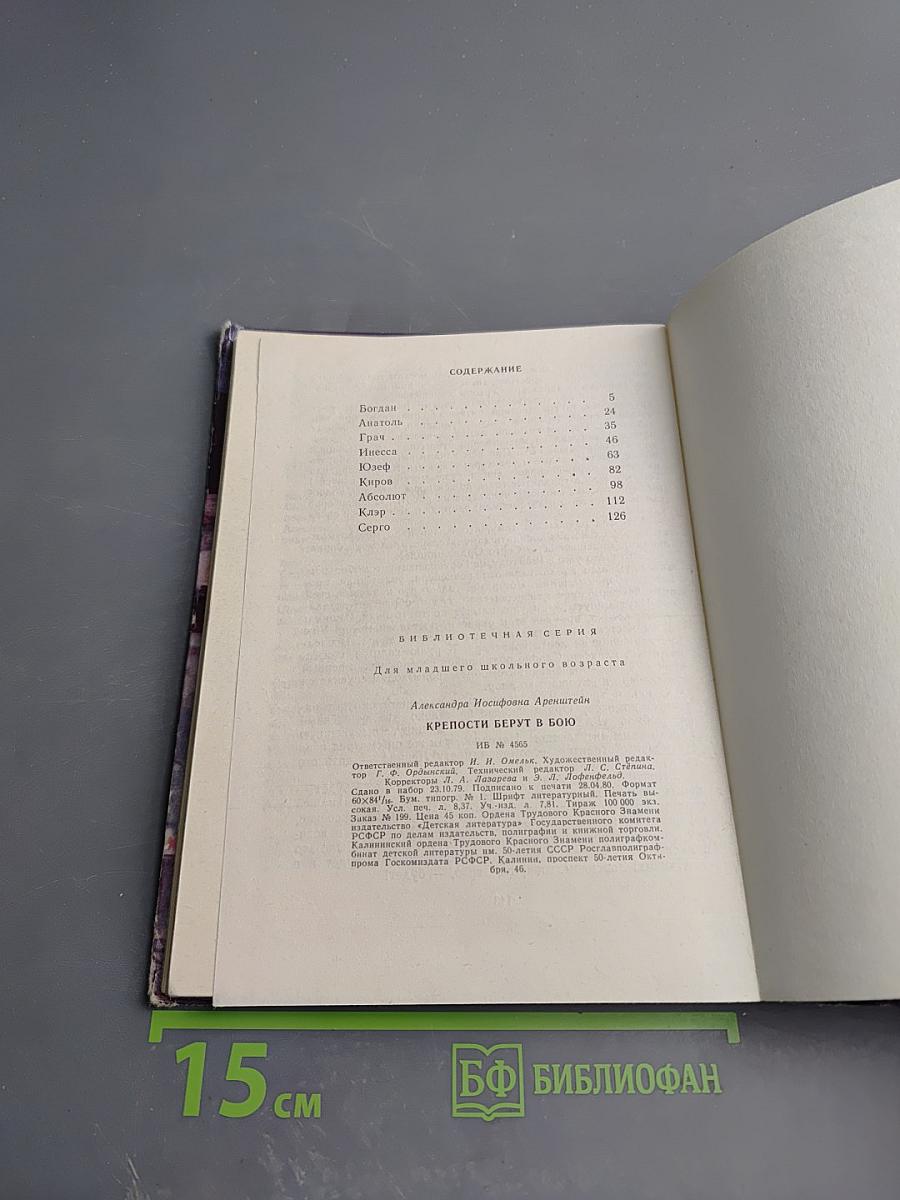 СОДЕРЖАНИЕ
Богдан . . . . . . . . . . . . . 5
Анатоль . . . . . . . . . . . . . 24
Грач . . . . . . . . . . . . . . 35
Инесса . . . . . . . . . . . . . 46
Юзеф . . . . . . . . . . . . . 63
Киров . . . . . . . . . . . . . 82
Абсолют . . . . . . . . . . . . 98
Клэр . . . . . . . . . . . . . . 112
Серго . . . . . . . . . . . . . 126
БИБЛИОТЕЧНАЯ СЕРИЯ
Для младшего школьного возраста
Александра Иосифовна Аренштейн
КРЕПОСТИ БЕРУТ В БОЮ
ИБ № 4565
Ответственный редактор И. И. Омельк, Художественный редак-
тор Г. Ф. Ордынский, Технический редактор Л. С. Стёпина,
Корректоры Л. А. Лазарева и Э. Л. Лофенфельд.
Сдано в набор 23.10.79. Подписано к печати 28.04.80. Формат
60×84¹/₁₆. Бум. типогр. № 1. Шрифт литературный. Печать вы-
сокая. Усл. печ. л. 8,37. Уч.-изд. л. 7,81. Тираж 100 000 экз.
Заказ № 199. Цена 45 коп. Ордена Трудового Красного Знамени
издательство «Детская литература» Государственного комитета
РСФСР по делам издательств, полиграфии и книжной торговли.
Калининский ордена Трудового Красного Знамени полиграфком-
бинат детской литературы им. 50-летия СССР Росглавполиграф-
прома Госкомиздата РСФСР. Калинин, проспект 50-летия Октя-
бря, 46.
15 см
БФ БИБЛИОФАН